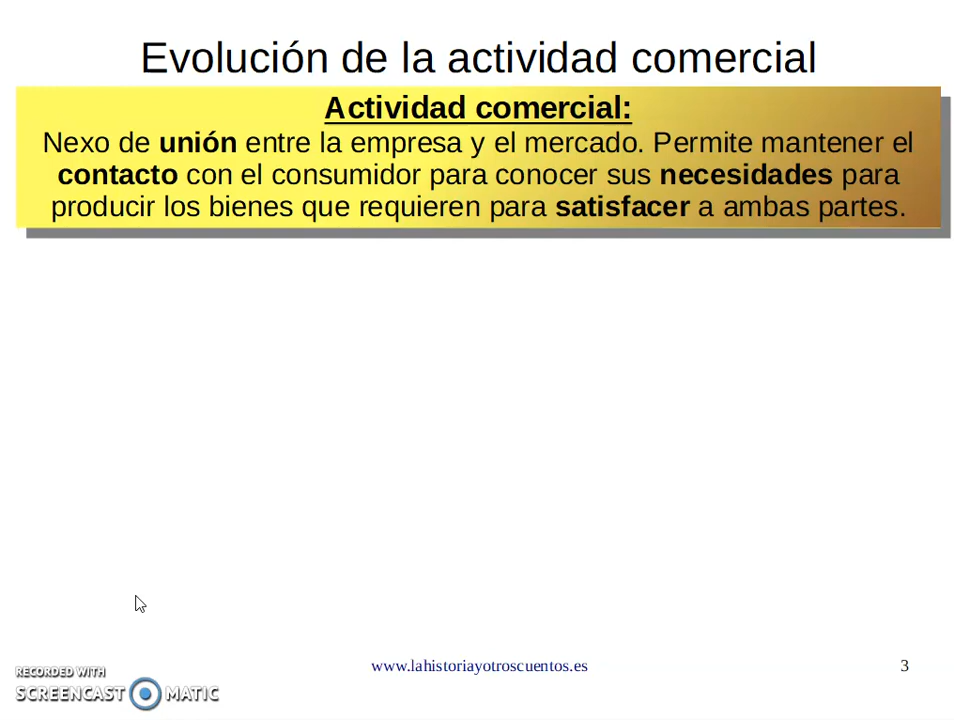 Evolución de la actividad comercial
Actividad comercial:
Nexo de unión entre la empresa y el mercado. Permite mantener el
contacto con el consumidor para conocer sus necesidades para
producir los bienes que requieren para satisfacer a ambas partes.
www.lahistoriayotroscuentos.es
3
RECORDED WITH
SCREENCAST MATIC